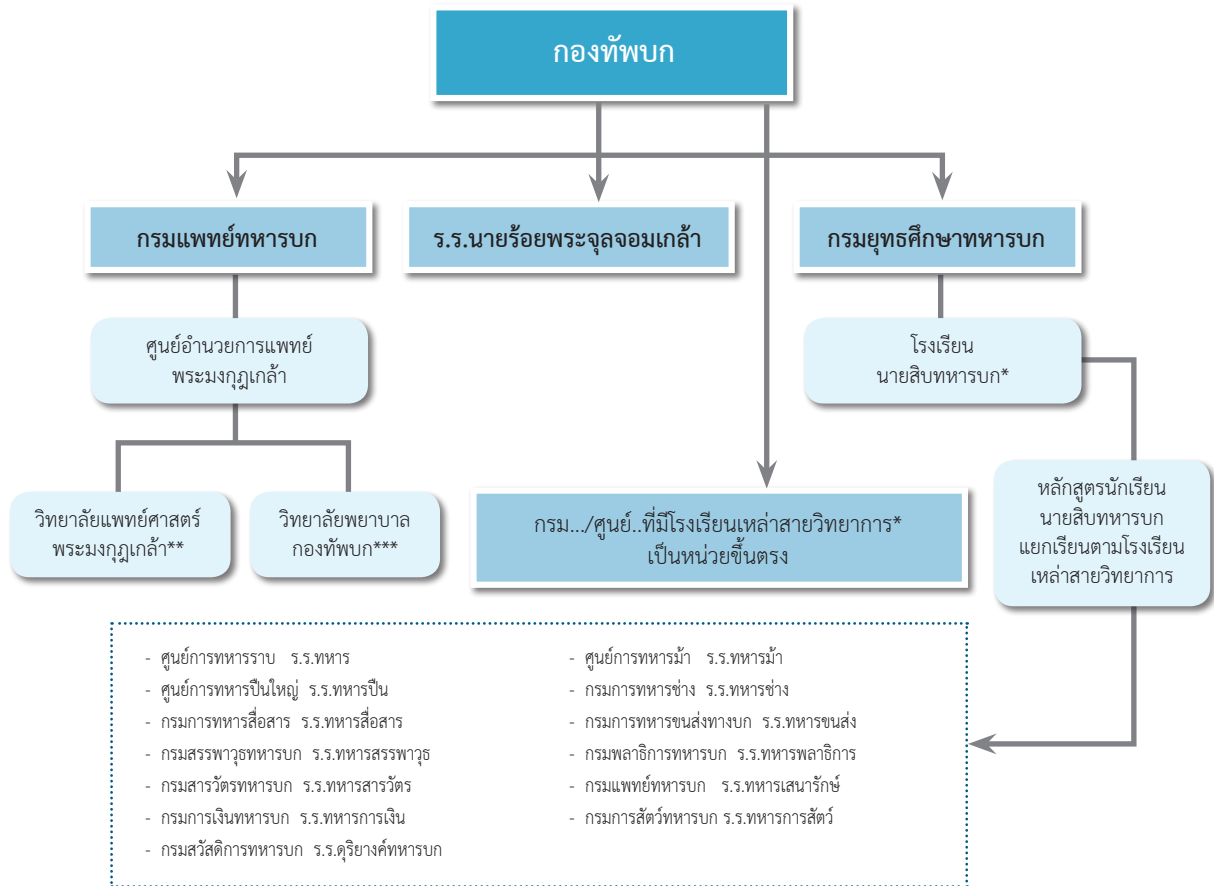 กองทัพบก
กรมแพทย์ทหารบก
ร.ร.นายร้อยพระจุลจอมเกล้า
กรมยุทธศึกษาทหารบก
ศูนย์อำนวยการแพทย์
พระมงกุฎเกล้า
โรงเรียน
นายสิบทหารบก*
วิทยาลัยแพทย์ศาสตร์
พระมงกุฎเกล้า**
วิทยาลัยพยาบาล
กองทัพบก***
กรม.../ศูนย์..ที่มีโรงเรียนเหล่าสายวิทยาการ*
เป็นหน่วยขึ้นตรง
หลักสูตรนักเรียน
นายสิบทหารบก
แยกเรียนตามโรงเรียน
เหล่าสายวิทยาการ
- ศูนย์การทหารราบ ร.ร.ทหาร
- ศูนย์การทหารปืนใหญ่ ร.ร.ทหารปืน
- กรมการทหารสื่อสาร ร.ร.ทหารสื่อสาร
- กรมสรรพาวุธทหารบก ร.ร.ทหารสรรพาวุธ
- กรมสารวัตรทหารบก ร.ร.ทหารสารวัตร
- กรมการเงินทหารบก ร.ร.ทหารการเงิน
- กรมสวัสดิการทหารบก ร.ร.ดุริยางค์ทหารบก
- ศูนย์การทหารม้า ร.ร.ทหารม้า
- กรมการทหารช่าง ร.ร.ทหารช่าง
- กรมการทหารขนส่งทางบก ร.ร.ทหารขนส่ง
- กรมพลาธิการทหารบก ร.ร.ทหารพลาธิการ
- กรมแพทย์ทหารบก ร.ร.ทหารเสนารักษ์
- กรมการสัตว์ทหารบก ร.ร.ทหารการสัตว์